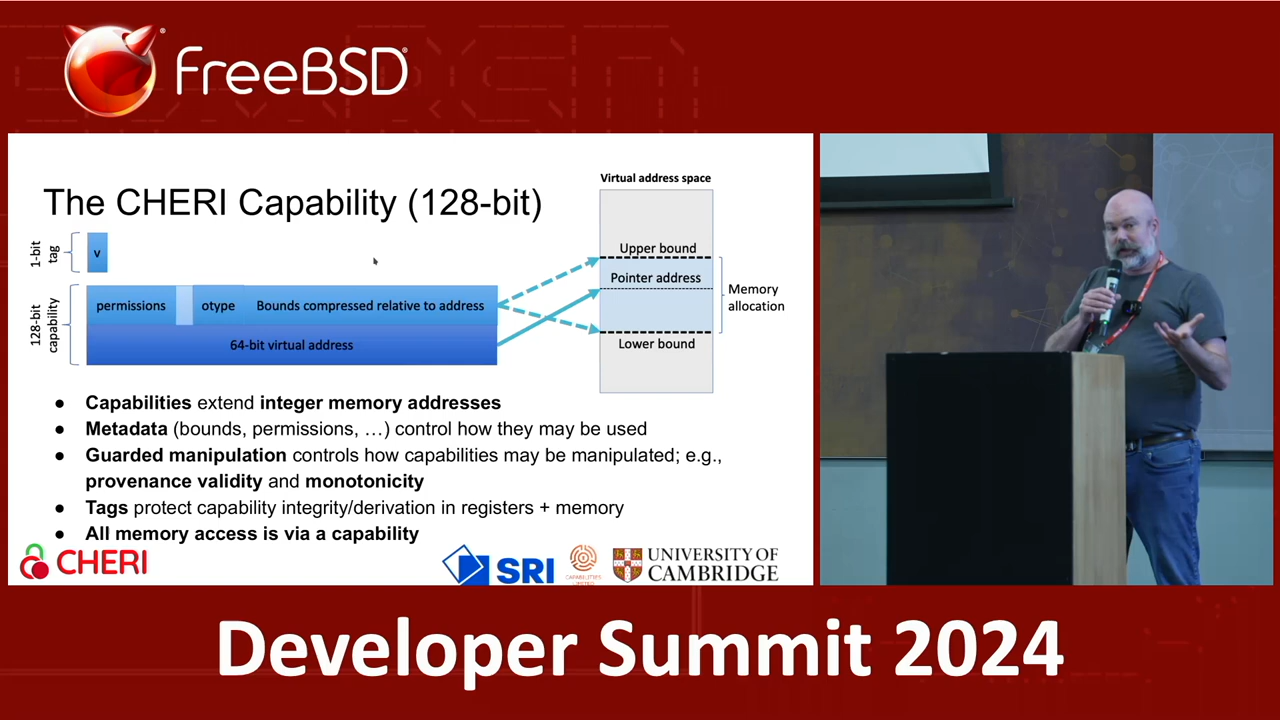 FreeBSD®
The CHERI Capability (128-bit)
Virtual address space
1-bit
tag
v
Upper bound
Pointer address
Memory
allocation
Lower bound
128-bit
capability
permissions
otype
Bounds compressed relative to address
64-bit virtual address
● Capabilities extend integer memory addresses
● Metadata (bounds, permissions, …) control how they may be used
● Guarded manipulation controls how capabilities may be manipulated; e.g.,
provenance validity and monotonicity
● Tags protect capability integrity/derivation in registers + memory
● All memory access is via a capability
CHERI
SRI
CAPABILITIES
LIMITED
UNIVERSITY OF
CAMBRIDGE
Developer Summit 2024